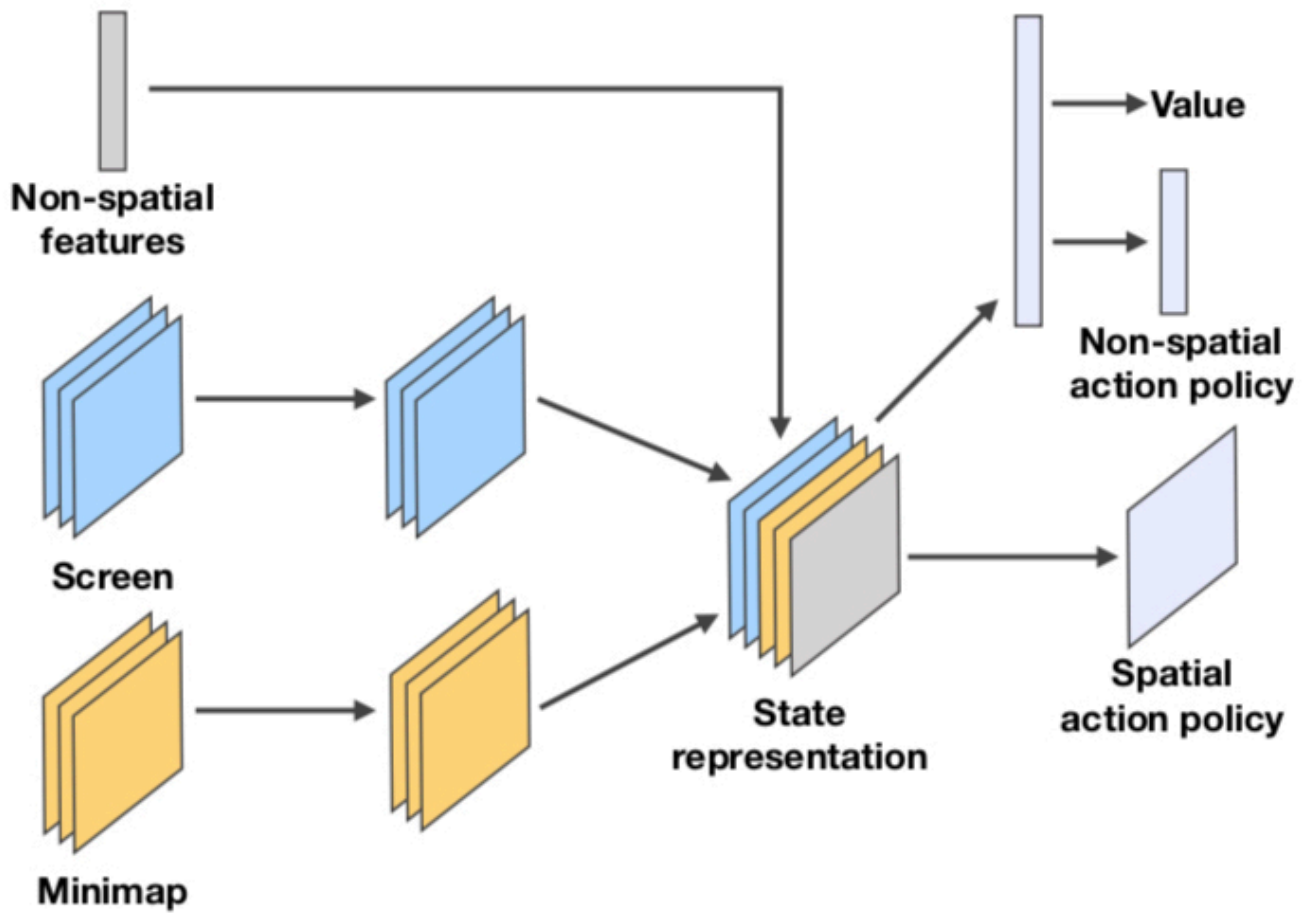 Non-spatial
features
Screen
Minimap
State
representation
Value
Non-spatial
action policy
Spatial
action policy